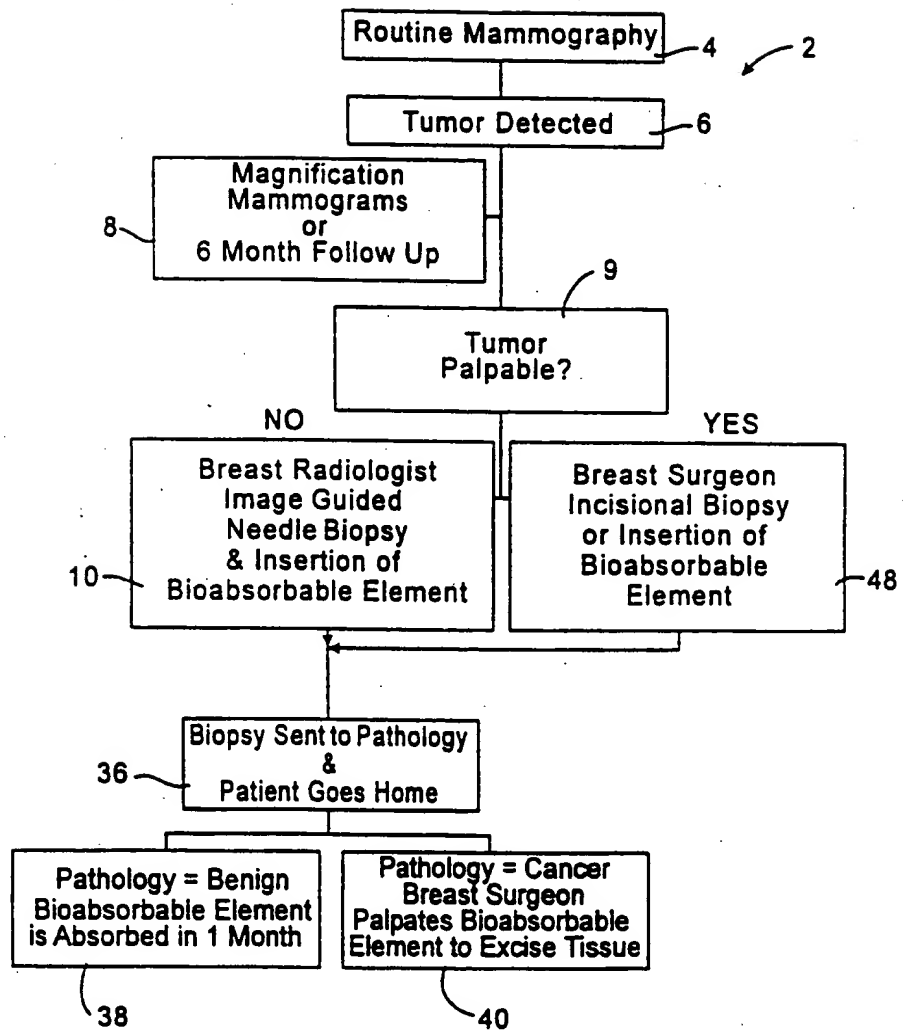 Routine Mammography
4
2
Tumor Detected
6
Magnification
Mammograms
or
6 Month Follow Up
8
9
Tumor
Palpable?
NO
YES
Breast Radiologist
Image Guided
Needle Biopsy
& Insertion of
Bioabsorbable Element
10
Breast Surgeon
Incisional Biopsy
or Insertion of
Bioabsorbable
Element
48
Biopsy Sent to Pathology
&
Patient Goes Home
36
Pathology = Benign
Bioabsorbable Element
is Absorbed in 1 Month
38
Pathology = Cancer
Breast Surgeon
Palpates Bioabsorbable
Element to Excise Tissue
40